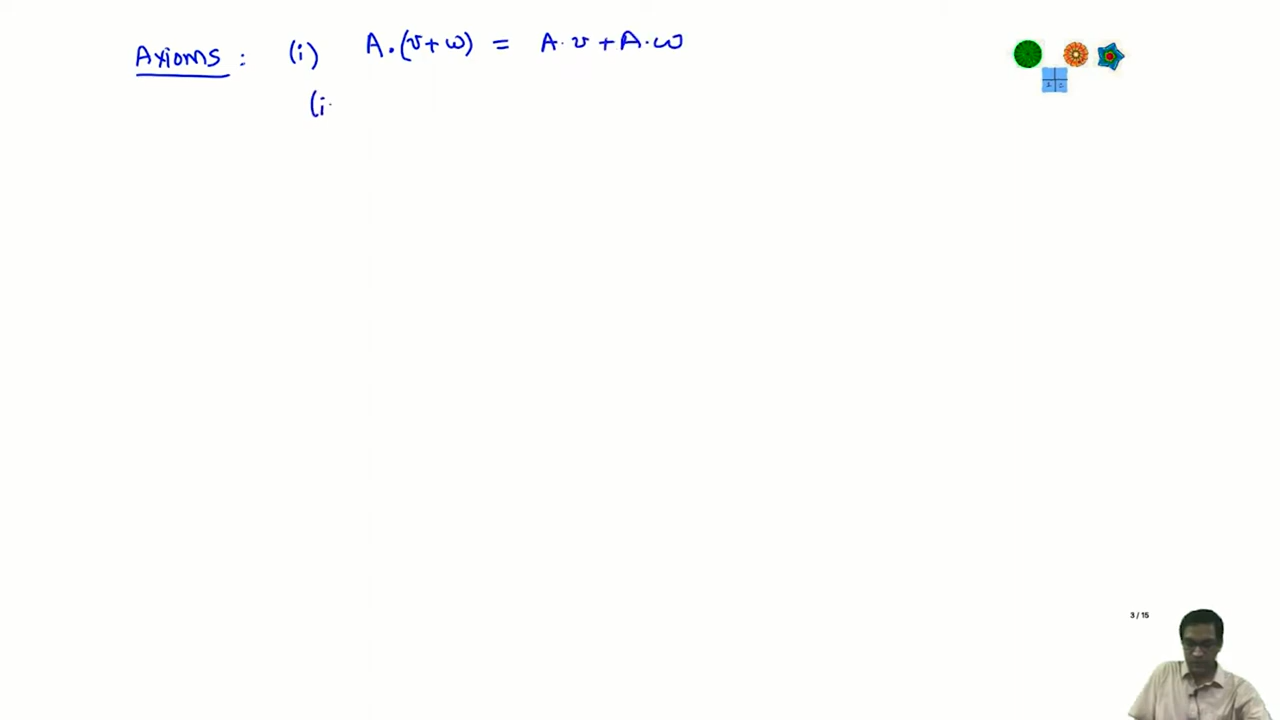 Axioms : (i) A.(v+w) = A.v + A.w
(i
3 / 15